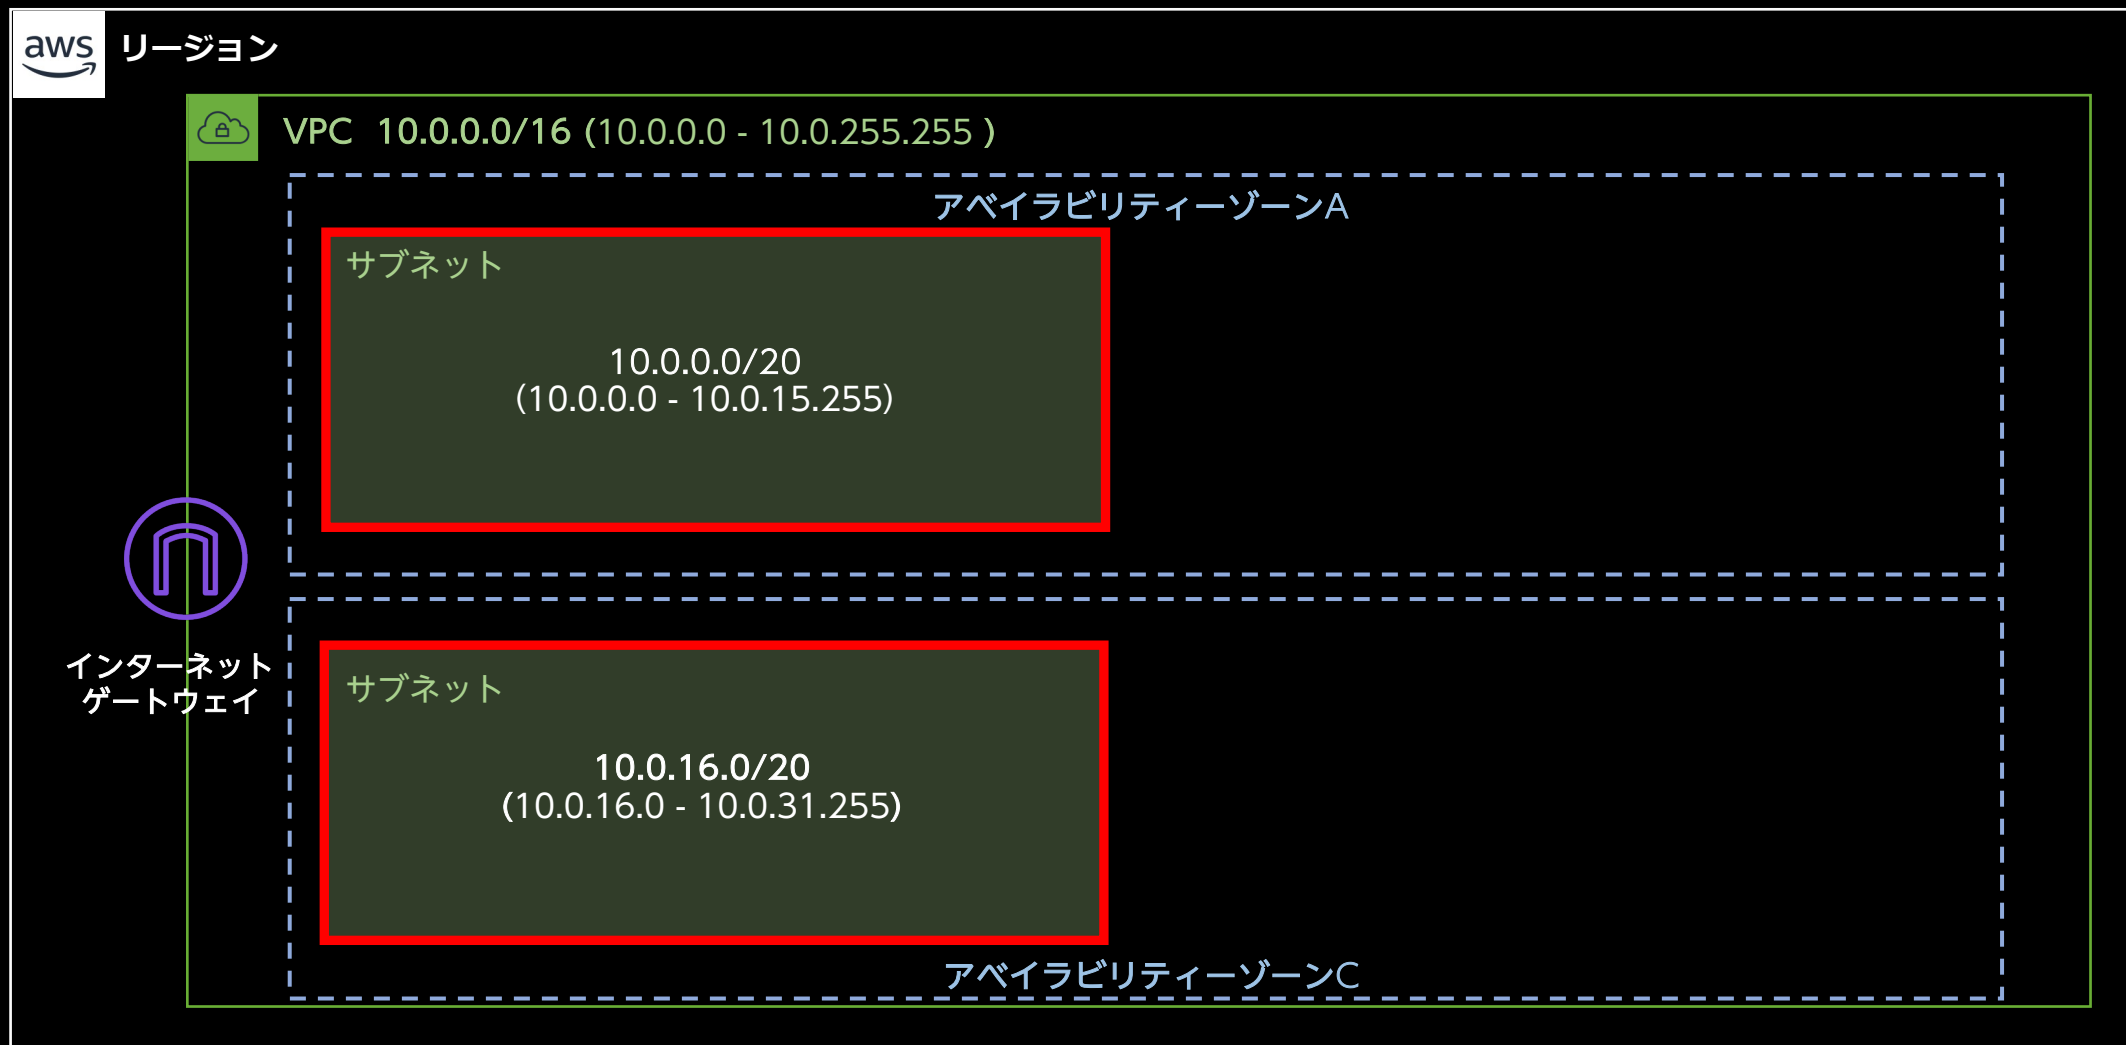 aws リージョン
VPC 10.0.0.0/16 (10.0.0.0 - 10.0.255.255 )
アベイラビリティーゾーンA
サブネット
10.0.0.0/20
(10.0.0.0 - 10.0.15.255)
インターネット
ゲートウェイ
サブネット
10.0.16.0/20
(10.0.16.0 - 10.0.31.255)
アベイラビリティーゾーンC